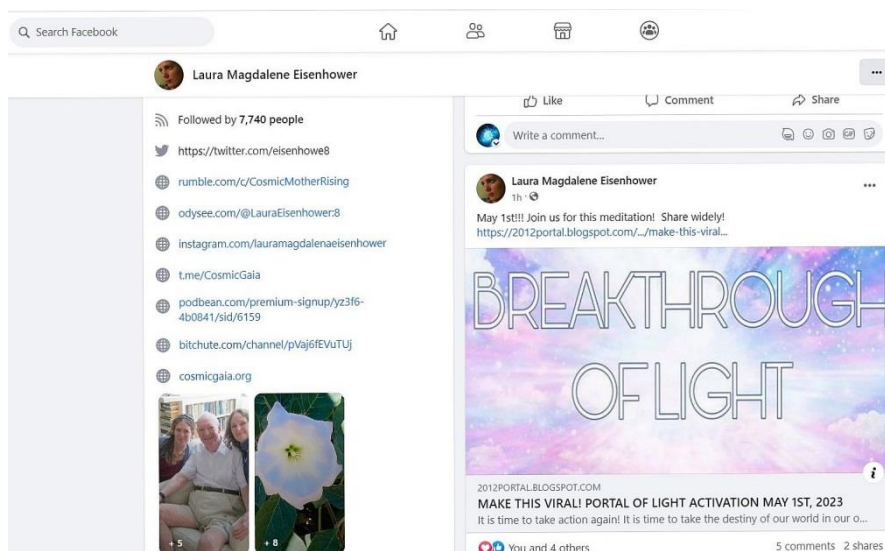 Search Facebook
Laura Magdalene Eisenhower
Followed by 7,740 people
https://twitter.com/eisenhowe8
rumble.com/c/CosmicMotherRising
odysee.com/@LauraEisenhower:8
instagram.com/lauramagdalenaeisenhower
t.me/CosmicGaia
podbean.com/premium-signup/yz3f6-
4b0841/sid/6159
bitchute.com/channel/pVaj6fEVuTUj
cosmicgaia.org
+ 5
+ 8
Like Comment Share
Write a comment...
GIF
Laura Magdalene Eisenhower
1h ·
May 1st!!! Join us for this meditation! Share widely!
https://2012portal.blogspot.com/.../make-this-viral...
BREAKTHROUGH
OF LIGHT
2012PORTAL.BLOGSPOT.COM
MAKE THIS VIRAL! PORTAL OF LIGHT ACTIVATION MAY 1ST, 2023
It is time to take action again! It is time to take the destiny of our world in our o...
You and 4 others
5 comments 2 shares